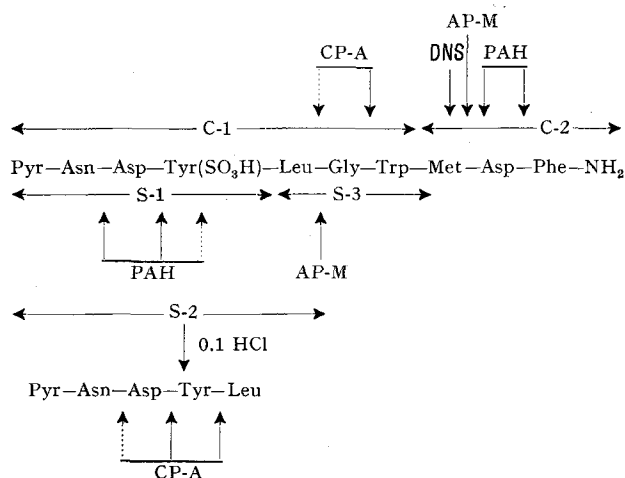 AP-M
CP-A DNS PAH
C-1 C-2
Pyr—Asn—Asp—Tyr(SO₃H)—Leu—Gly—Trp—Met—Asp—Phe—NH₂
S-1 S-3
PAH AP-M
S-2
0.1 HCl
Pyr—Asn—Asp—Tyr—Leu
CP-A